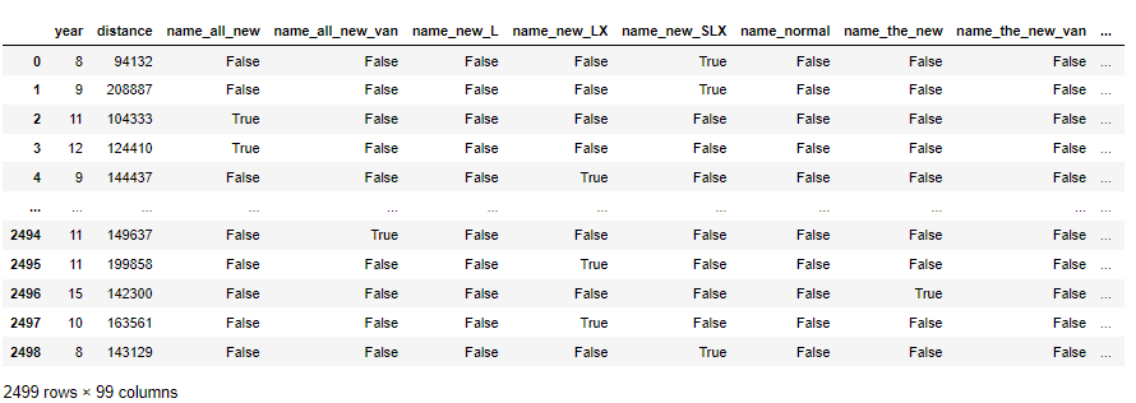 year distance name_all_new name_all_new_van name_new_L name_new_LX name_new_SLX name_normal name_the_new name_the_new_van ...
0 8 94132 False False False False True False False False ...
1 9 208887 False False False False True False False False ...
2 11 104333 True False False False False False False False ...
3 12 124410 True False False False False False False False ...
4 9 144437 False False False True False False False False ...
... ... ... ... ... ... ... ... ... ... ... ...
2494 11 149637 False True False False False False False False ...
2495 11 199858 False False False True False False False False ...
2496 15 142300 False False False False False False True False ...
2497 10 163561 False False False True False False False False ...
2498 8 143129 False False False False True False False False ...
2499 rows × 99 columns